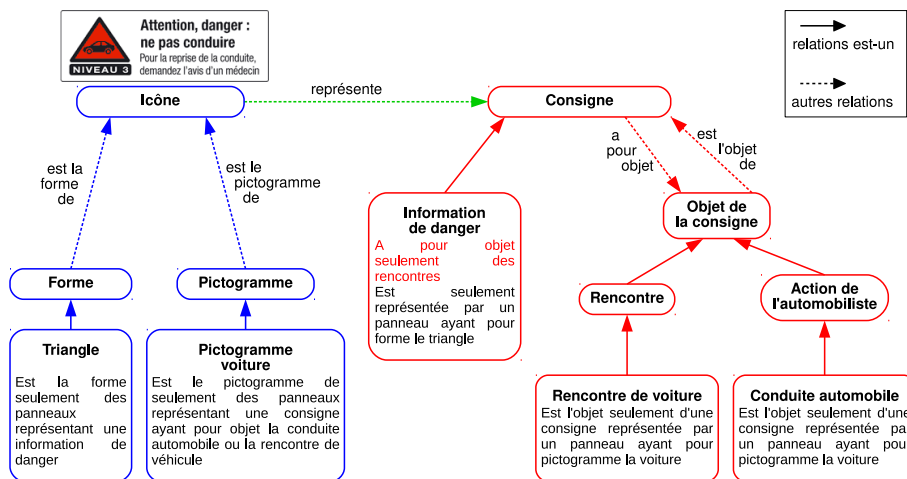 Attention, danger :
ne pas conduire
Pour la reprise de la conduite,
demandez l'avis d'un médecin
NIVEAU 3
relations est-un
autres relations
Icône
représente
Consigne
est la
forme
de
est le
pictogramme
de
a
pour
objet
est
l'objet
de
Information
de danger
A pour objet
seulement des
rencontres
Est seulement
représentée par un
panneau ayant pour
forme le triangle
Objet de
la consigne
Forme
Pictogramme
Rencontre
Action de
l'automobiliste
Triangle
Est la forme
seulement des
panneaux
représentant une
information de
danger
Pictogramme
voiture
Est le pictogramme de
seulement des panneaux
représentant une consigne
ayant pour objet la conduite
automobile ou la rencontre de
véhicule
Rencontre de voiture
Est l'objet seulement d'une
consigne représentée par
un panneau ayant pour
pictogramme la voiture
Conduite automobile
Est l'objet seulement d'une
consigne représentée par
un panneau ayant pour
pictogramme la voiture